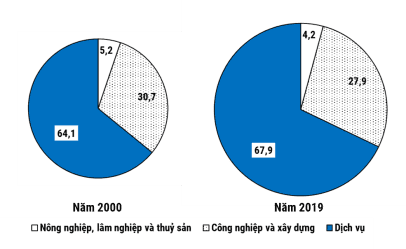 5,2
30,7
64,1
4,2
27,9
67,9
Năm 2000
Năm 2019
Nông nghiệp, lâm nghiệp và thuỷ sản
Công nghiệp và xây dựng
Dịch vụ